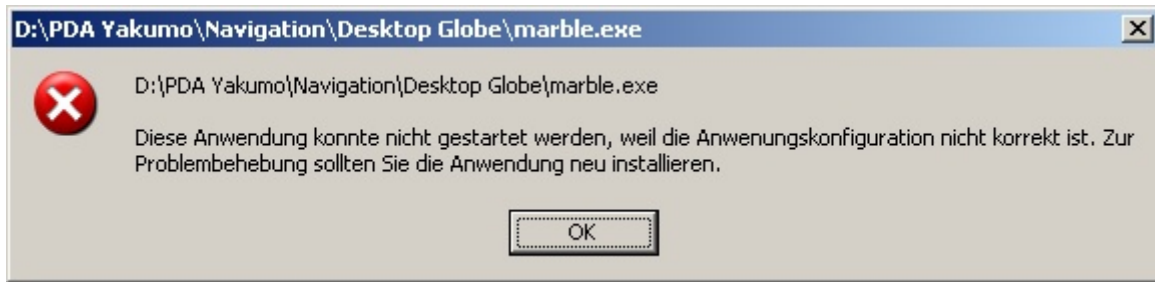 D:\PDA Yakumo\Navigation\Desktop Globe\marble.exe
D:\PDA Yakumo\Navigation\Desktop Globe\marble.exe
Diese Anwendung konnte nicht gestartet werden, weil die Anwenungskonfiguration nicht korrekt ist. Zur
Problembehebung sollten Sie die Anwendung neu installieren.
OK